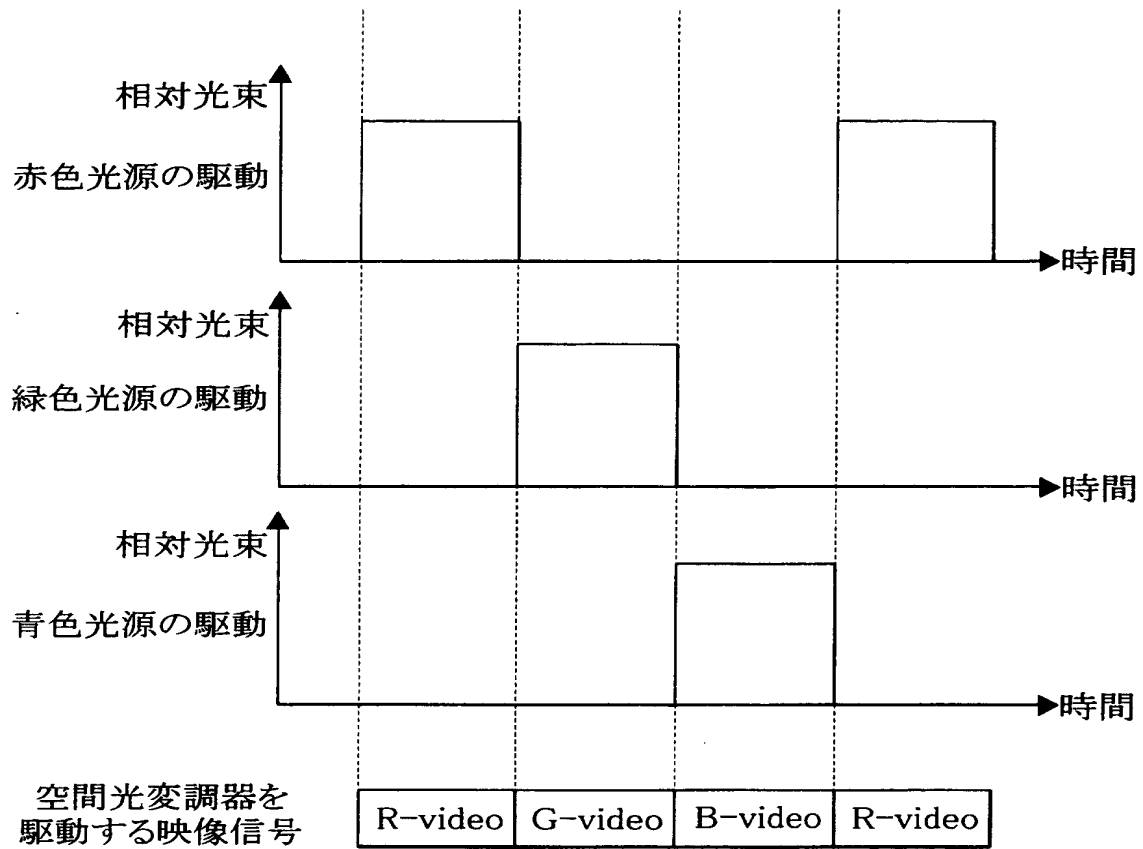 相対光束
赤色光源の駆動
時間
相対光束
緑色光源の駆動
時間
相対光束
青色光源の駆動
時間
空間光変調器を
駆動する映像信号
R-video G-video B-video R-video